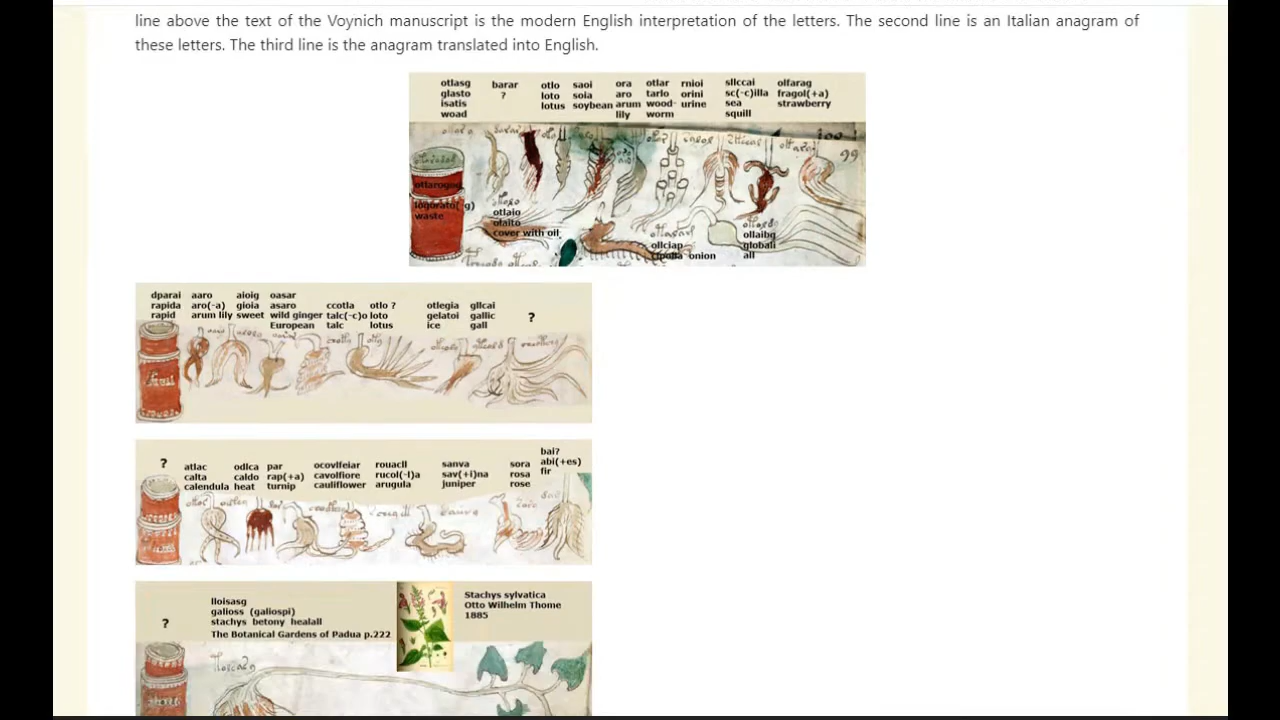 line above the text of the Voynich manuscript is the modern English interpretation of the letters. The second line is an Italian anagram of
these letters. The third line is the anagram translated into English.
otlasg barar otlo saoi ora otlar rnioi sllccai olfarag
glasto ? loto soia aro tarlo orini sc(-c)illa fragol(+a)
isatis lotus soybean arum wood- urine sea strawberry
woad lily worm squill
99
otlarogog
logorato( g)
waste
otlaig
olaito
cover with oil
ollciap
cipolla onion
ollaibg
globali
all
dparai aaro aioig oasar
rapida aro(-a) gioia asaro ccotla otlo ? otlegia gllcai
rapid arum lily sweet wild ginger talc(-c)o loto gelatoi gallic ?
European talc lotus ice gall
bai?
? atlac odlca par ocovlfeiar rouacll sanva sora abi(+es)
calta caldo rap(+a) cavolfiore rucol(-l)a sav(+i)na rosa fir
calendula heat turnip cauliflower arugula juniper rose
lloisasg
galioss (galiospi)
? stachys betony healall
The Botanical Gardens of Padua p.222
Stachys sylvatica
Otto Wilhelm Thome
1885